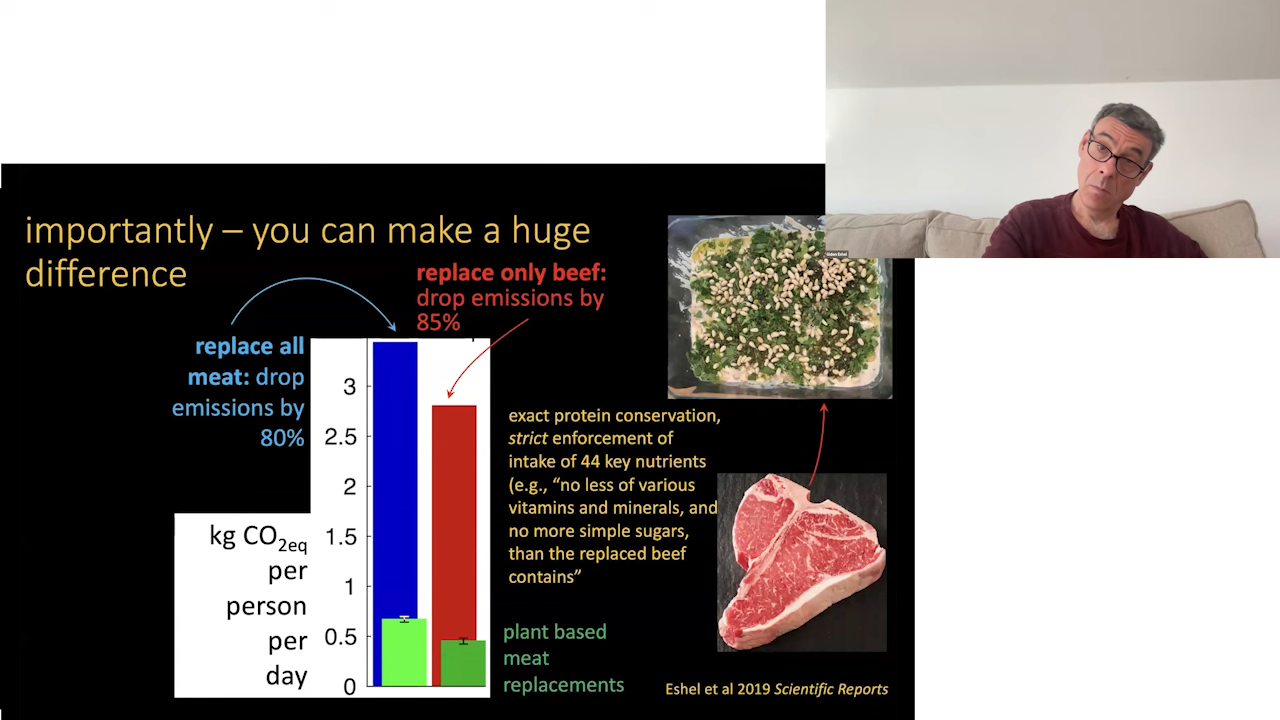 importantly – you can make a huge
difference
replace only beef:
drop emissions by
85%
replace all
meat: drop
emissions by
80%
3
2.5
2
1.5
1
0.5
0
kg CO2eq
per
person
per
day
exact protein conservation,
strict enforcement of
intake of 44 key nutrients
(e.g., “no less of various
vitamins and minerals, and
no more simple sugars,
than the replaced beef
contains”
plant based
meat
replacements
Eshel et al 2019 Scientific Reports
Gidon Eshel